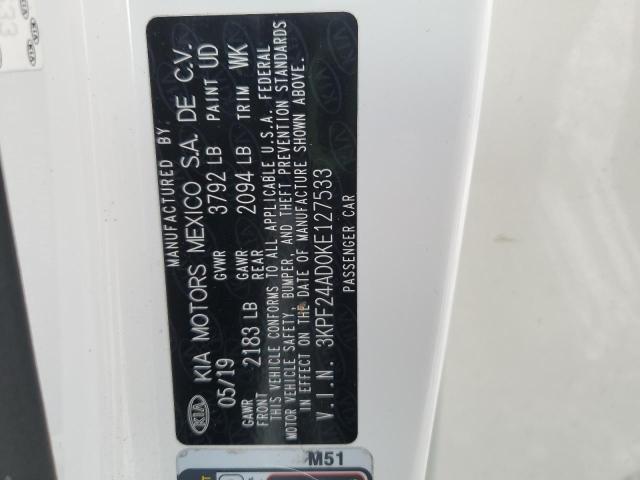 MANUFACTURED BY
KIA KIA MOTORS MEXICO S.A. DE C.V.
05/19 GVWR 3792 LB PAINT UD
GAWR FRONT 2183 LB GAWR REAR 2094 LB TRIM WK
THIS VEHICLE CONFORMS TO ALL APPLICABLE U.S.A. FEDERAL
MOTOR VEHICLE SAFETY, BUMPER, AND THEFT PREVENTION STANDARDS
IN EFFECT ON THE DATE OF MANUFACTURE SHOWN ABOVE.
V.I.N. 3KPF24AD0KE127533
PASSENGER CAR
M51
533